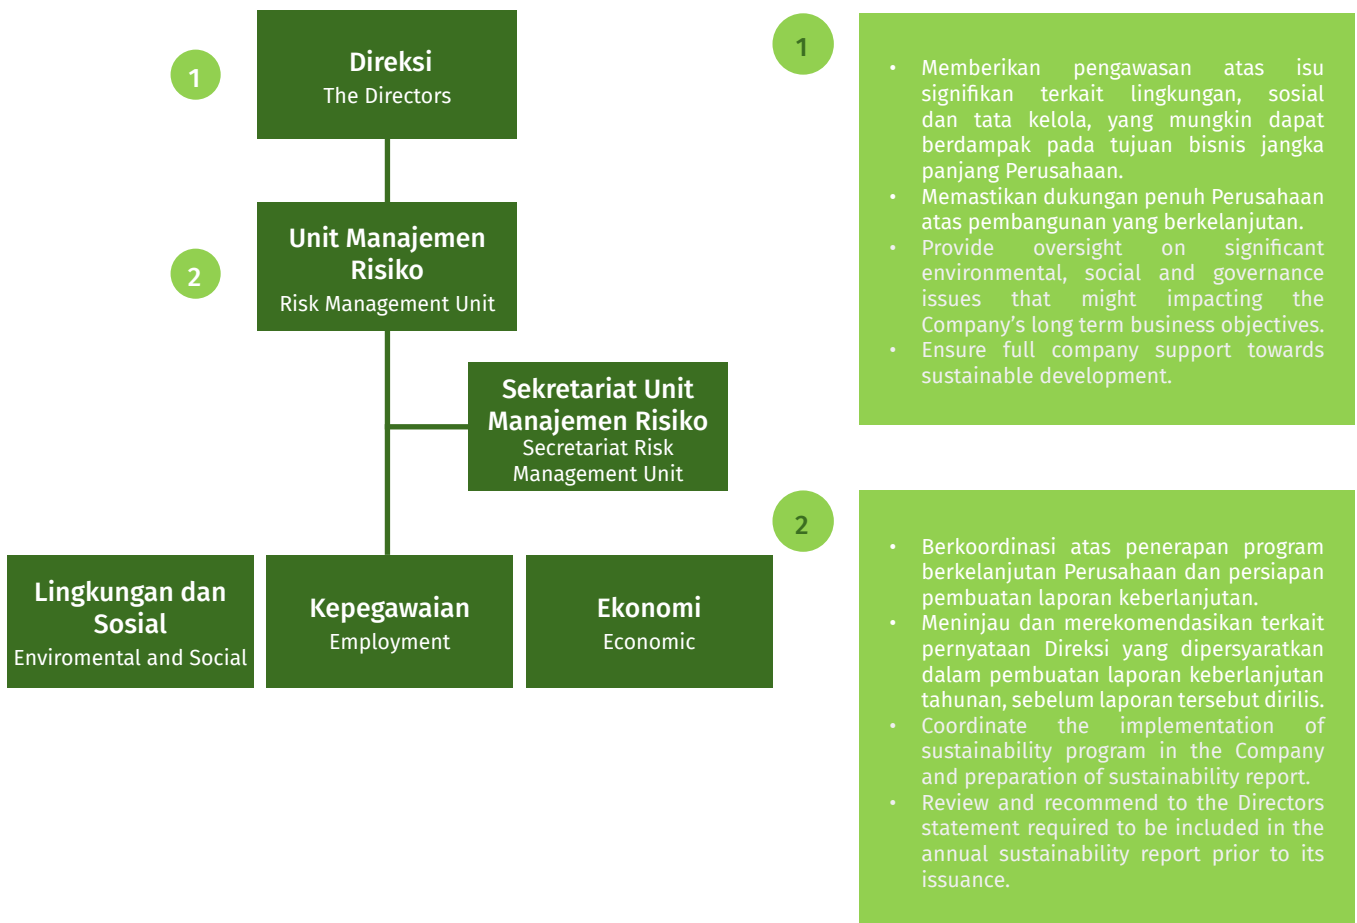 1
Direksi
The Directors
2
Unit Manajemen
Risiko
Risk Management Unit
Sekretariat Unit
Manajemen Risiko
Secretariat Risk
Management Unit
Lingkungan dan
Sosial
Enviromental and Social
Kepegawaian
Employment
Ekonomi
Economic
1
• Memberikan pengawasan atas isu
signifikan terkait lingkungan, sosial
dan tata kelola, yang mungkin dapat
berdampak pada tujuan bisnis jangka
panjang Perusahaan.
• Memastikan dukungan penuh Perusahaan
atas pembangunan yang berkelanjutan.
• Provide oversight on significant
environmental, social and governance
issues that might impacting the
Company’s long term business objectives.
• Ensure full company support towards
sustainable development.
2
• Berkoordinasi atas penerapan program
berkelanjutan Perusahaan dan persiapan
pembuatan laporan keberlanjutan.
• Meninjau dan merekomendasikan terkait
pernyataan Direksi yang dipersyaratkan
dalam pembuatan laporan keberlanjutan
tahunan, sebelum laporan tersebut dirilis.
• Coordinate the implementation of
sustainability program in the Company
and preparation of sustainability report.
• Review and recommend to the Directors
statement required to be included in the
annual sustainability report prior to its
issuance.